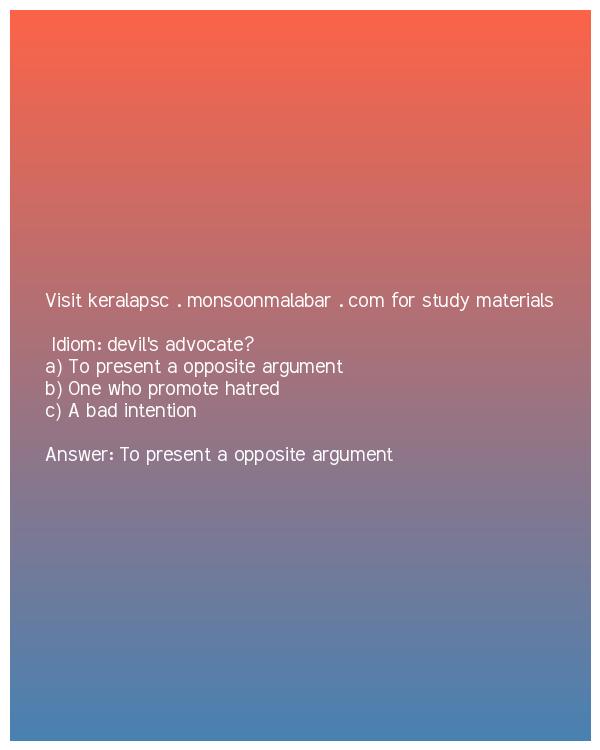 Visit keralapsc . monsoonmalabar . com for study materials
Idiom: devil's advocate?
a) To present a opposite argument
b) One who promote hatred
c) A bad intention
Answer: To present a opposite argument